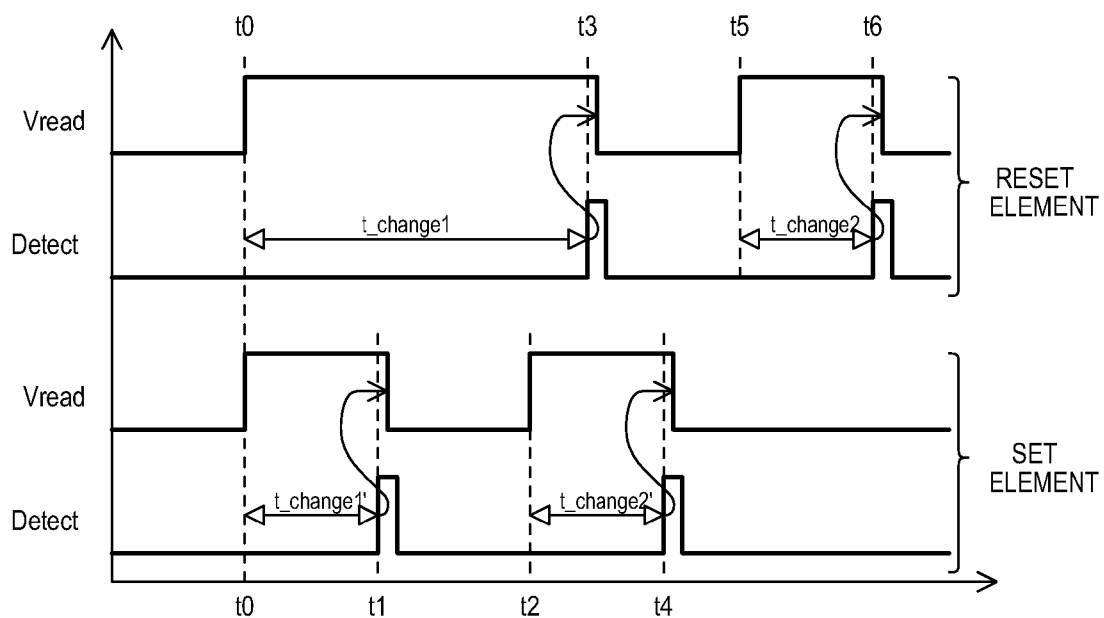 t0 t3 t5 t6
Vread
RESET
ELEMENT
t_change1 t_change2
Detect
Vread
SET
ELEMENT
t_change1' t_change2'
Detect
t0 t1 t2 t4